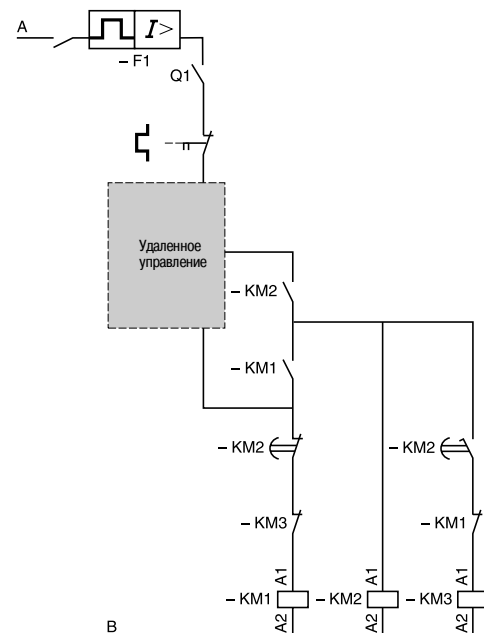 A
I >
– F1
Q1
Удаленное
управление
– KM2
– KM1
– KM2
– KM2
– KM3
– KM1
A1
A1
A1
– KM1
– KM2
– KM3
A2
A2
A2
B